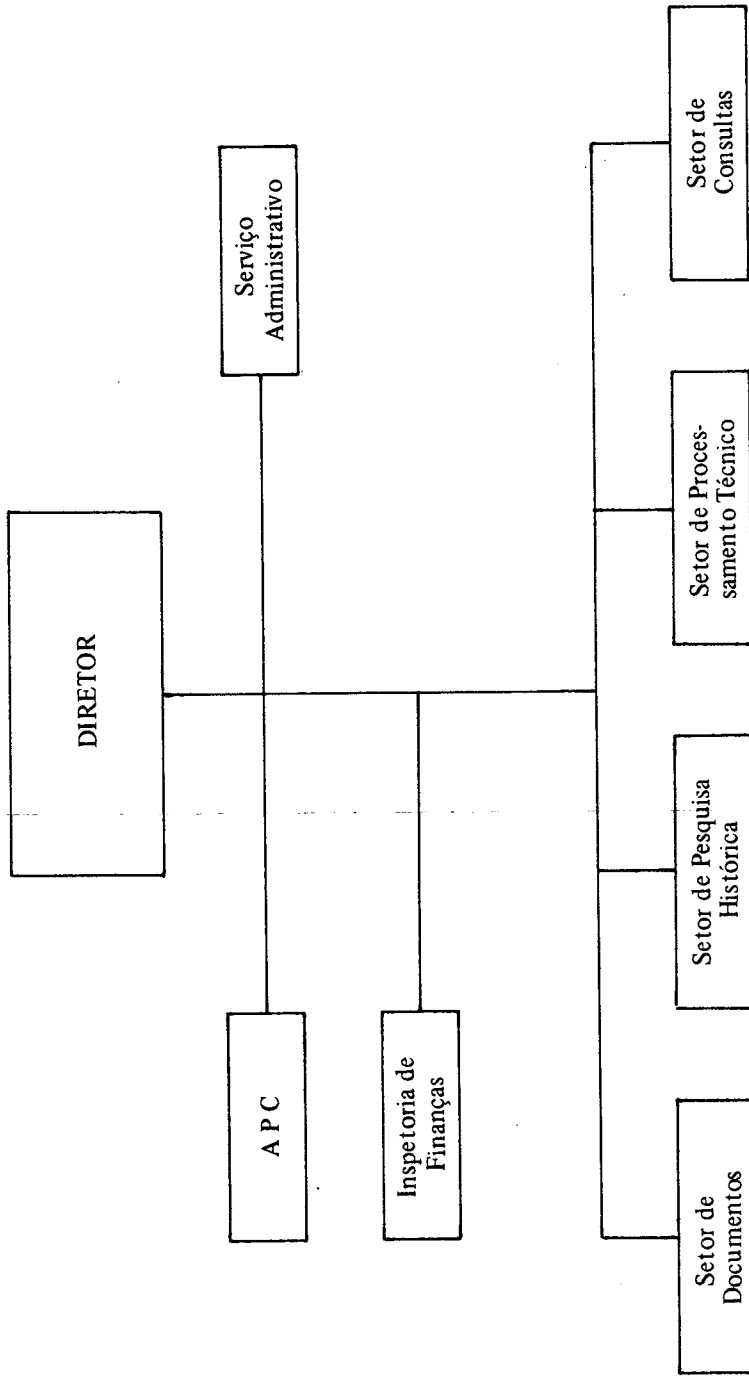 DIRETOR
Serviço
Administrativo
A P C
Inspetoria de
Finanças
Setor de
Documentos
Setor de Pesquisa
Histórica
Setor de Proces-
samento Técnico
Setor de
Consultas